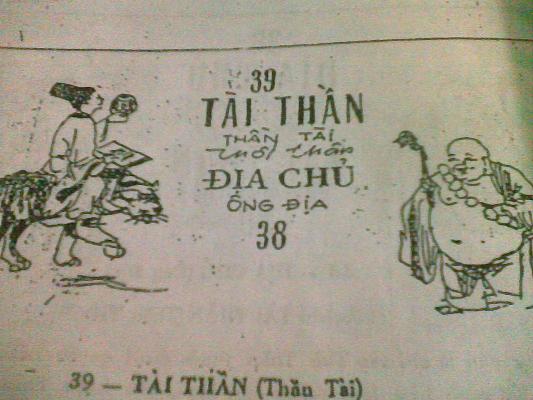 39
TÀI THẦN
THẦN TÀI
ĐỊA CHỦ
ÔNG ĐỊA
38
39 — TÀI THẦN (Thần Tài)